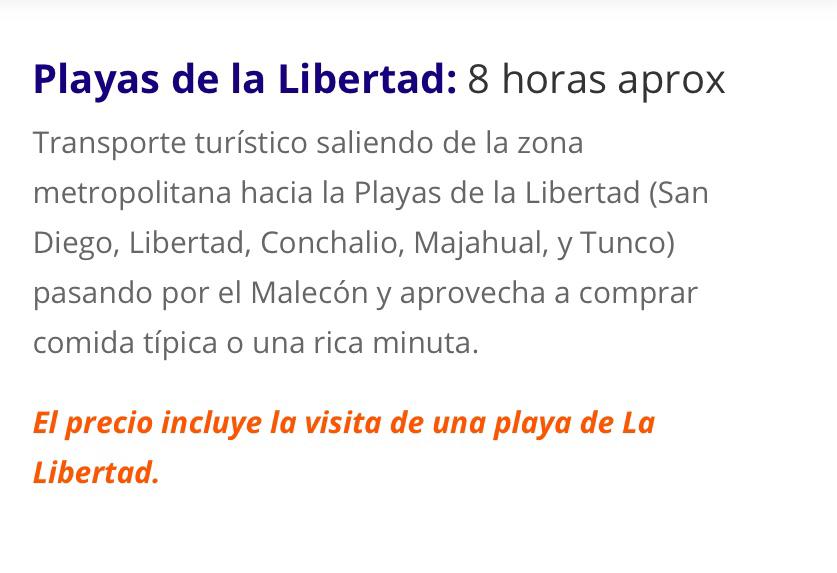 Playas de la Libertad: 8 horas aprox
Transporte turístico saliendo de la zona
metropolitana hacia la Playas de la Libertad (San
Diego, Libertad, Conchalio, Majahual, y Tunco)
pasando por el Malecón y aprovecha a comprar
comida típica o una rica minuta.
El precio incluye la visita de una playa de La
Libertad.